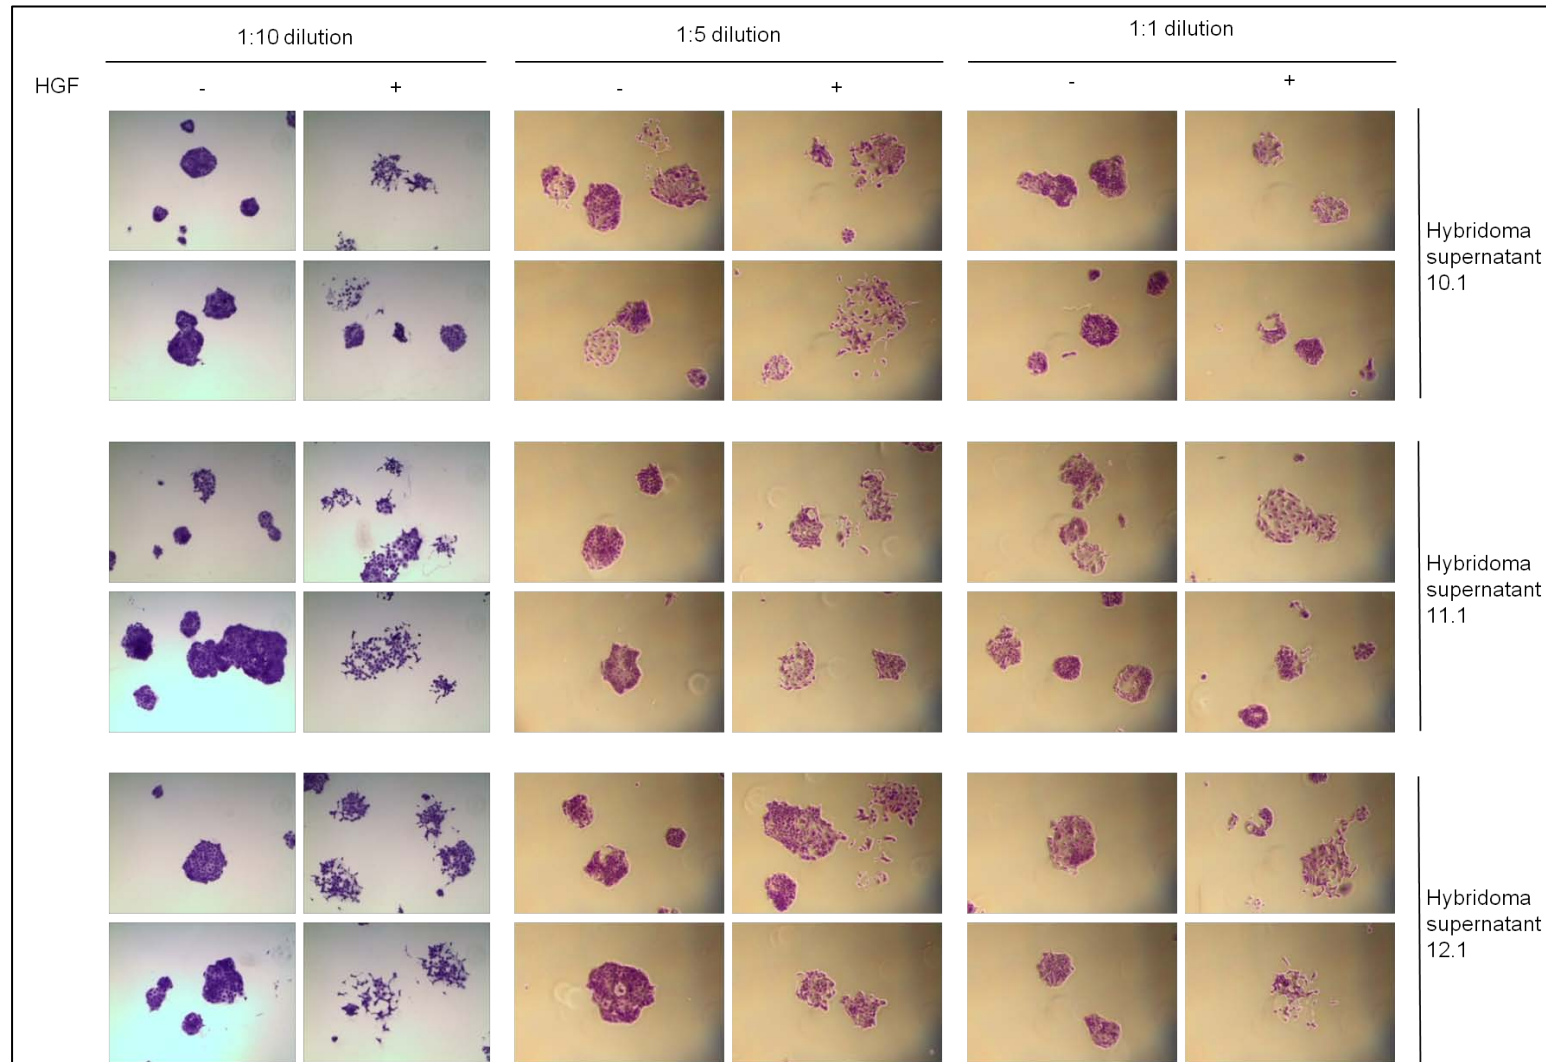 1:10 dilution
1:5 dilution
1:1 dilution
HGF
-
+
-
+
-
+
Hybridoma
supernatant
10.1
Hybridoma
supernatant
11.1
Hybridoma
supernatant
12.1